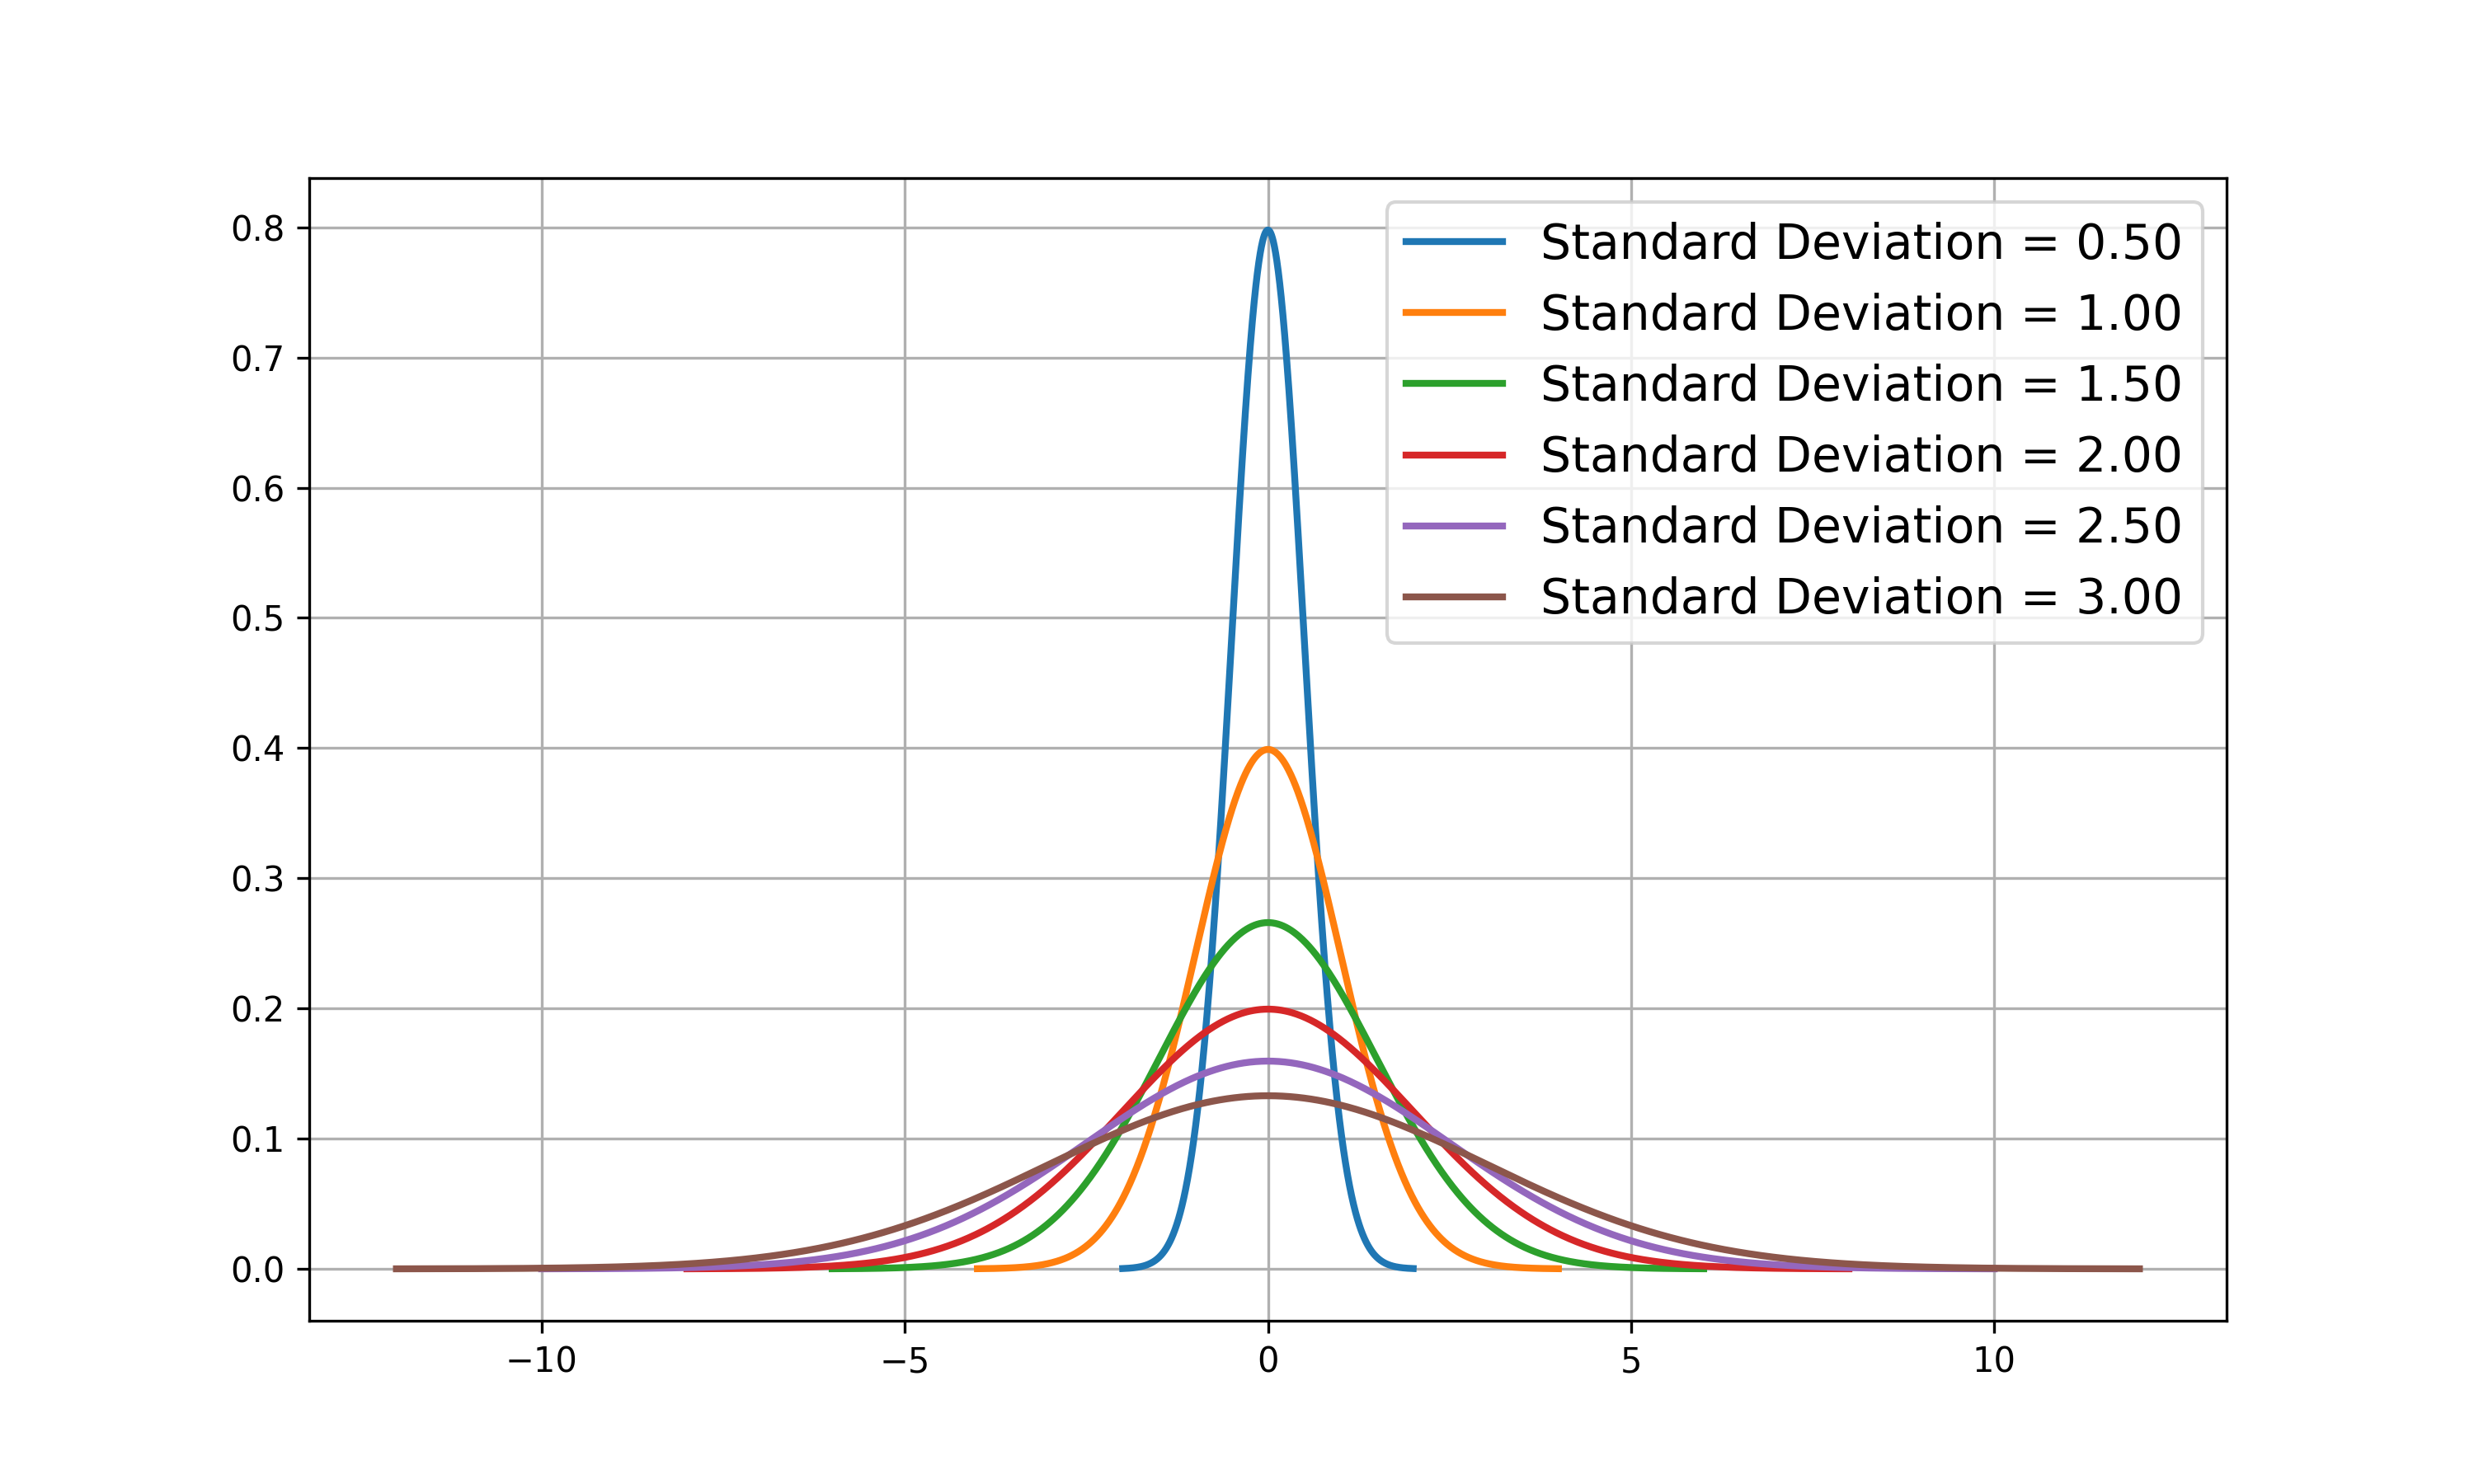 0.8
0.7
0.6
0.5
0.4
0.3
0.2
0.1
0.0
Standard Deviation = 0.50
Standard Deviation = 1.00
Standard Deviation = 1.50
Standard Deviation = 2.00
Standard Deviation = 2.50
Standard Deviation = 3.00
−10 −5 0 5 10